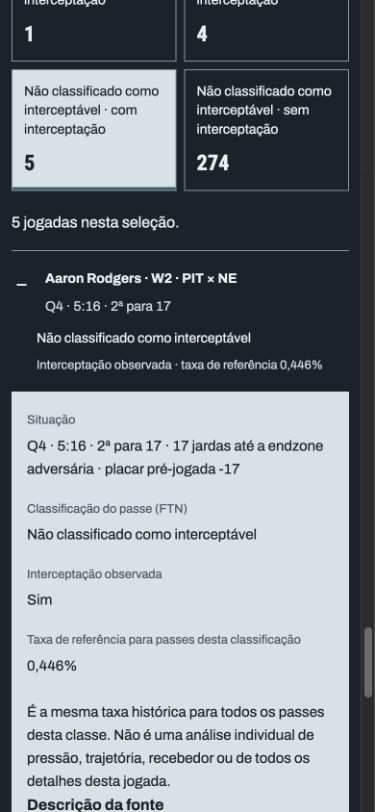 interceptação
interceptação
1
4
Não classificado como
interceptável · com
interceptação
5
Não classificado como
interceptável · sem
interceptação
274
5 jogadas nesta seleção.
– Aaron Rodgers · W2 · PIT × NE
Q4 · 5:16 · 2ª para 17
Não classificado como interceptável
Interceptação observada · taxa de referência 0,446%
Situação
Q4 · 5:16 · 2ª para 17 · 17 jardas até a endzone
adversária · placar pré-jogada -17
Classificação do passe (FTN)
Não classificado como interceptável
Interceptação observada
Sim
Taxa de referência para passes desta classificação
0,446%
É a mesma taxa histórica para todos os passes
desta classe. Não é uma análise individual de
pressão, trajetória, recebedor ou de todos os
detalhes desta jogada.
Descrição da fonte